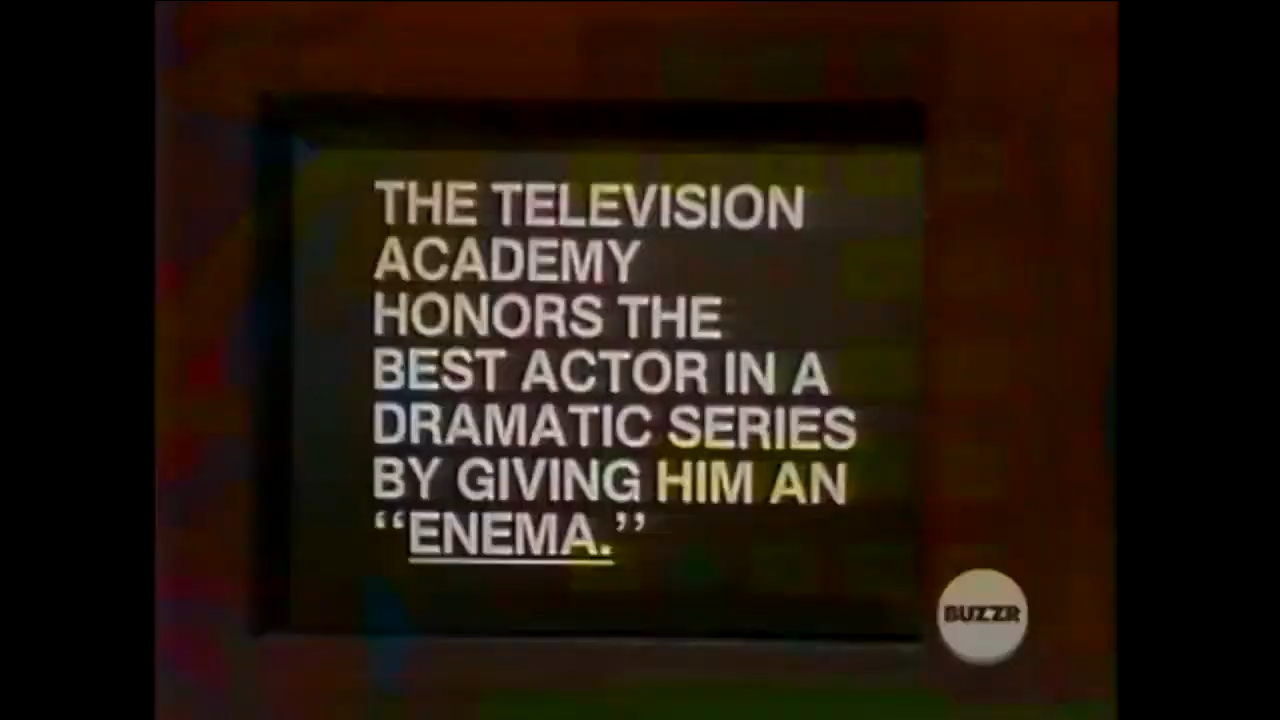 THE TELEVISION
ACADEMY
HONORS THE
BEST ACTOR IN A
DRAMATIC SERIES
BY GIVING HIM AN
“ENEMA.”
BUZZR